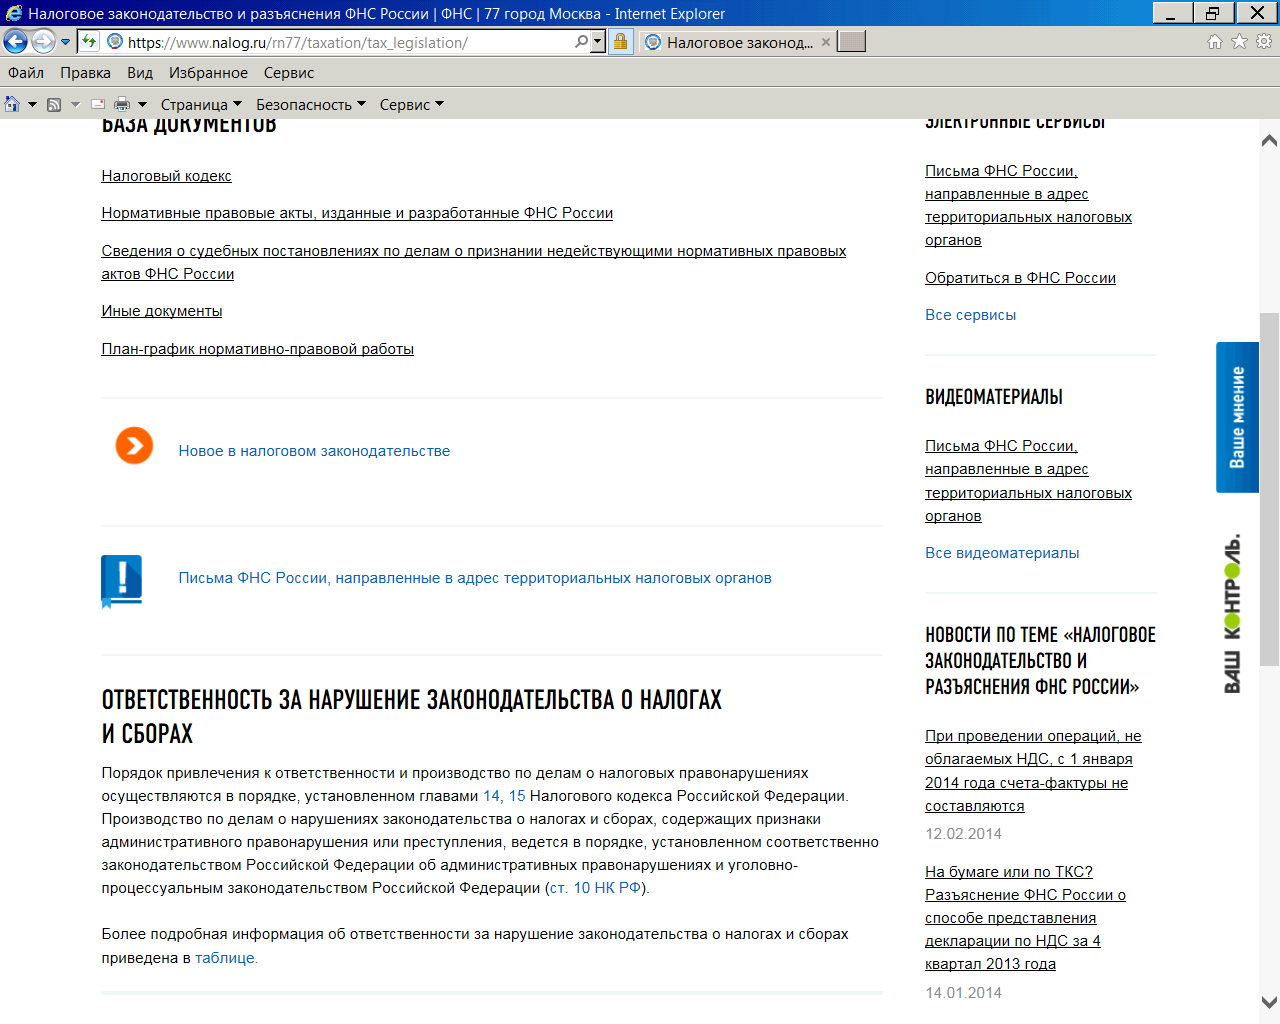 Налоговое законодательство и разъяснения ФНС России | ФНС | 77 город Москва - Internet Explorer
https://www.nalog.ru/rn77/taxation/tax_legislation/
Налоговое законод...
Файл Правка Вид Избранное Сервис
Страница Безопасность Сервис
БАЗА ДОКУМЕНТОВ
Налоговый кодекс
Нормативные правовые акты, изданные и разработанные ФНС России
Сведения о судебных постановлениях по делам о признании недействующими нормативных правовых
актов ФНС России
Иные документы
План-график нормативно-правовой работы
Новое в налоговом законодательстве
Письма ФНС России, направленные в адрес территориальных налоговых органов
ОТВЕТСТВЕННОСТЬ ЗА НАРУШЕНИЕ ЗАКОНОДАТЕЛЬСТВА О НАЛОГАХ
И СБОРАХ
Порядок привлечения к ответственности и производство по делам о налоговых правонарушениях
осуществляются в порядке, установленном главами 14, 15 Налогового кодекса Российской Федерации.
Производство по делам о нарушениях законодательства о налогах и сборах, содержащих признаки
административного правонарушения или преступления, ведется в порядке, установленном соответственно
законодательством Российской Федерации об административных правонарушениях и уголовно-
процессуальным законодательством Российской Федерации (ст. 10 НК РФ).
Более подробная информация об ответственности за нарушение законодательства о налогах и сборах
приведена в таблице.
ЭЛЕКТРОННЫЕ СЕРВИСЫ
Письма ФНС России,
направленные в адрес
территориальных налоговых
органов
Обратиться в ФНС России
Все сервисы
ВИДЕОМАТЕРИАЛЫ
Письма ФНС России,
направленные в адрес
территориальных налоговых
органов
Все видеоматериалы
НОВОСТИ ПО ТЕМЕ «НАЛОГОВОЕ
ЗАКОНОДАТЕЛЬСТВО И
РАЗЪЯСНЕНИЯ ФНС РОССИИ»
При проведении операций, не
облагаемых НДС, с 1 января
2014 года счета-фактуры не
составляются
12.02.2014
На бумаге или по ТКС?
Разъяснение ФНС России о
способе представления
декларации по НДС за 4
квартал 2013 года
14.01.2014
Ваше мнение
ВАШ КОНТРОЛЬ.